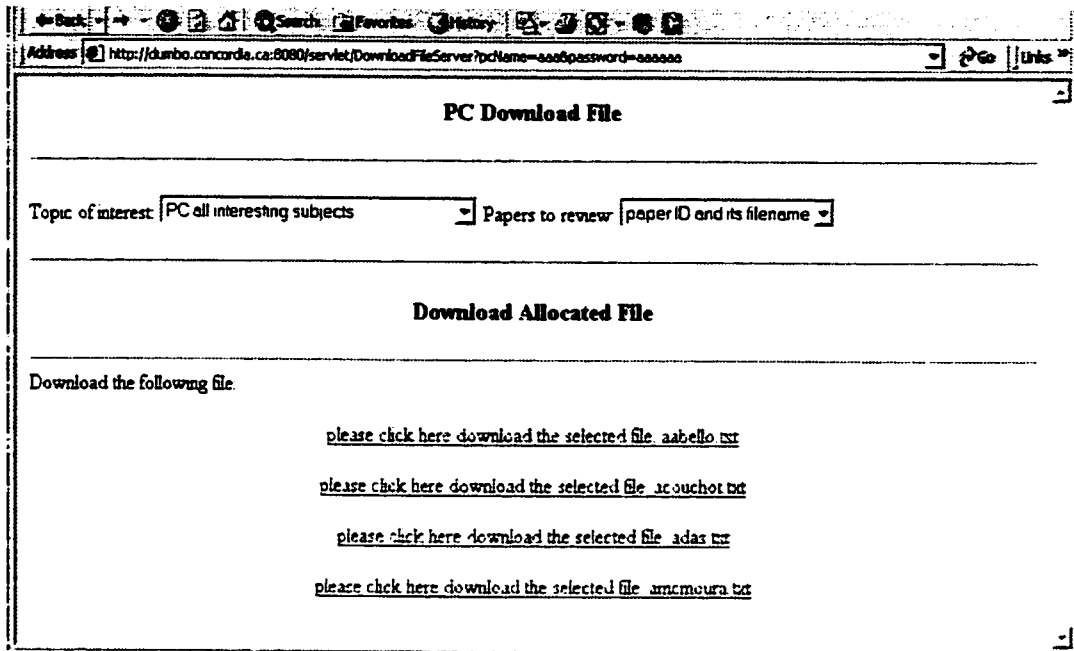 Back Search Favorites History
Address http://dumbo.concordia.ca:8080/servlet/DownloadFileServer?pcName=aaa&password=aaaaaa Go Links »
PC Download File
Topic of interest: PC all interesting subjects Papers to review paper ID and its filename
Download Allocated File
Download the following file.
please click here download the selected file. aabello.txt
please click here download the selected file acouchot.txt
please click here download the selected file adas.txt
please click here download the selected file amcmoura.txt